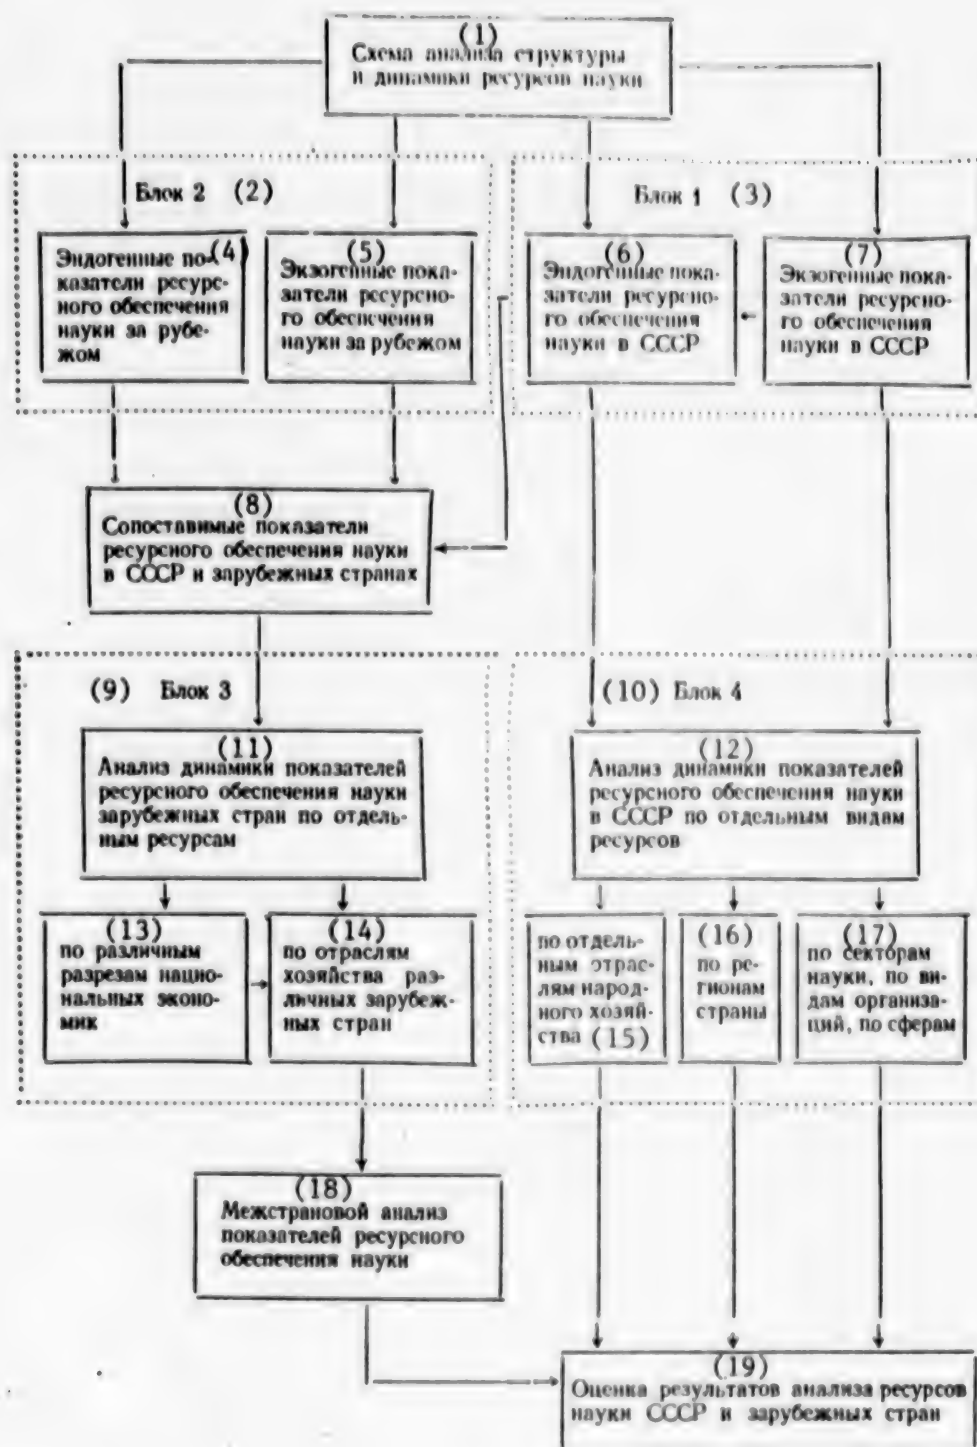 (1)
Схема анализа структуры
и динамики ресурсов науки
Блок 2 (2)
Блок 1 (3)
Эндогенные по-(4)
казатели ресурс-
ного обеспечения
науки за рубе-
жом
(5)
Экзогенные пока-
затели ресурсно-
го обеспечения
науки за рубежом
(6)
Эндогенные пока-
затели ресурсно-
го обеспечения
науки в СССР
(7)
Экзогенные пока-
затели ресурсно-
го обеспечения
науки в СССР
(8)
Сопоставимые показатели
ресурсного обеспечения науки
в СССР и зарубежных странах
(9) Блок 3
(10) Блок 4
(11)
Анализ динамики показателей
ресурсного обеспечения науки
зарубежных стран по отдель-
ным ресурсам
(12)
Анализ динамики показателей
ресурсного обеспечения науки
в СССР по отдельным видам
ресурсов
(13)
по различным
разрезам нацио-
нальных эконо-
мик
(14)
по отраслям
хозяйства раз-
личных зарубеж-
ных стран
по отдель-
ным отрас-
лям народ-
ного хозяй-
ства (15)
(16)
по ре-
гионам
страны
(17)
по секторам
науки, по ви-
дам организа-
ций, по сферам
(18)
Межстрановой анализ
показателей ресурсного
обеспечения науки
(19)
Оценка результатов анализа ресурсов
науки СССР и зарубежных стран